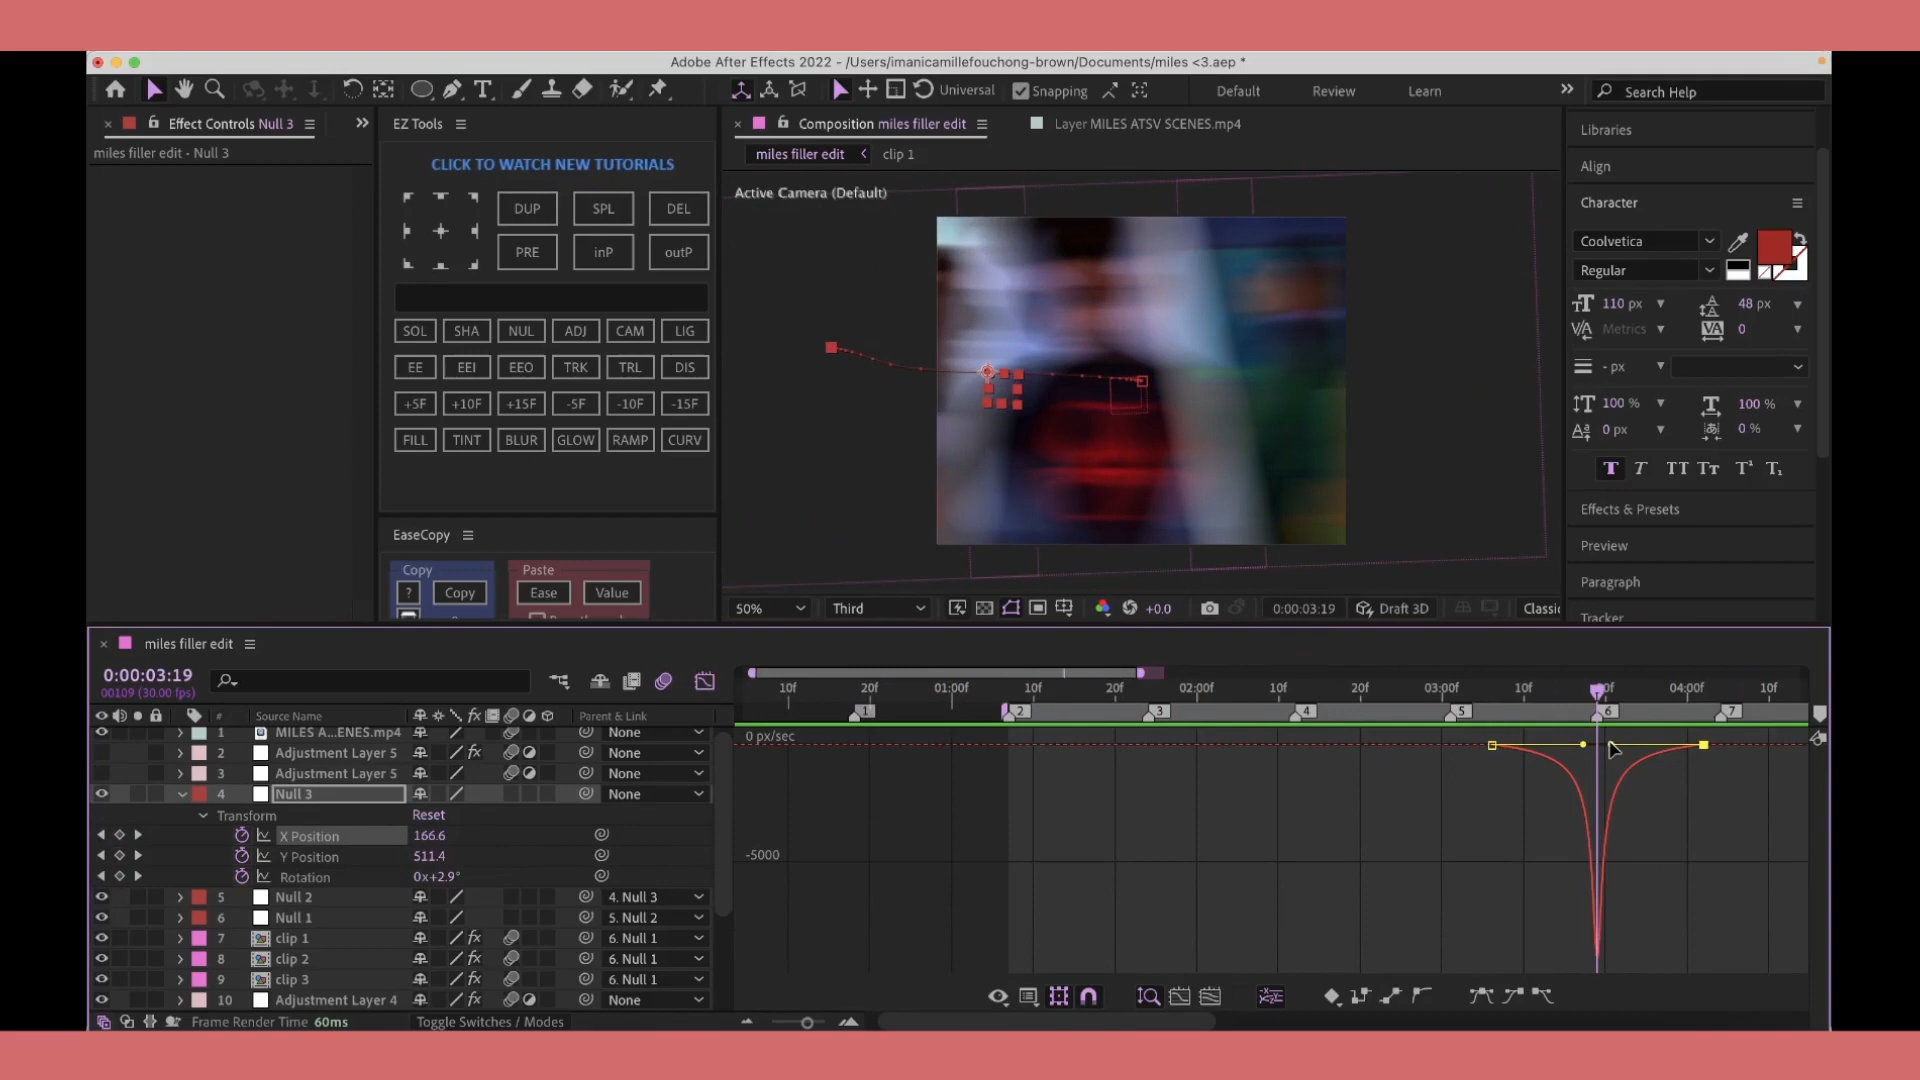 Adobe After Effects 2022 - /Users/imanicamillefouchong-brown/Documents/miles <3.aep *
Universal
Snapping
Default
Review
Learn
Search Help
Effect Controls Null 3
miles filler edit - Null 3
EZ Tools
CLICK TO WATCH NEW TUTORIALS
DUP SPL DEL
PRE inP outP
SOL SHA NUL ADJ CAM LIG
EE EEI EEO TRK TRL DIS
+5F +10F +15F -5F -10F -15F
FILL TINT BLUR GLOW RAMP CURV
EaseCopy
Copy
Paste
? Copy
Ease Value
Composition miles filler edit
Layer MILES ATSV SCENES.mp4
miles filler edit < clip 1
Active Camera (Default)
50% Third +0.0 0:00:03:19 Draft 3D Classic
Libraries
Align
Character
Coolvetica
Regular
110 px 48 px
Metrics 0
- px
100 % 100 %
0 px 0 %
T T TT Tт T¹ T₁
Effects & Presets
Preview
Paragraph
Tracker
miles filler edit
0:00:03:19
00109 (30.00 fps)
# Source Name fx Parent & Link
1 MILES A...ENES.mp4 None
2 Adjustment Layer 5 fx None
3 Adjustment Layer 5 None
4 Null 3 None
Transform Reset
X Position 166.6
Y Position 511.4
Rotation 0x+2.9°
5 Null 2 4. Null 3
6 Null 1 5. Null 2
7 clip 1 fx 6. Null 1
8 clip 2 fx 6. Null 1
9 clip 3 fx 6. Null 1
10 Adjustment Layer 4 fx None
Frame Render Time 60ms
Toggle Switches / Modes
10f 20f 01:00f 10f 20f 02:00f 10f 20f 03:00f 10f 04:00f 10f
1 2 3 4 5 6 7
0 px/sec
-5000